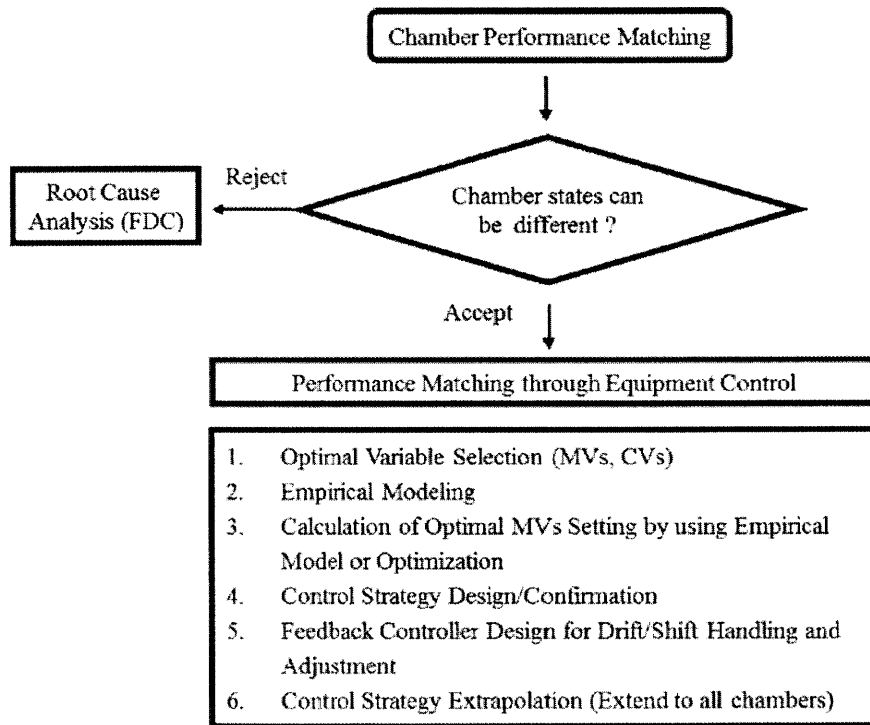 Chamber Performance Matching
Chamber states can
be different ?
Reject
Root Cause
Analysis (FDC)
Accept
Performance Matching through Equipment Control
1. Optimal Variable Selection (MVs, CVs)
2. Empirical Modeling
3. Calculation of Optimal MVs Setting by using Empirical
Model or Optimization
4. Control Strategy Design/Confirmation
5. Feedback Controller Design for Drift/Shift Handling and
Adjustment
6. Control Strategy Extrapolation (Extend to all chambers)